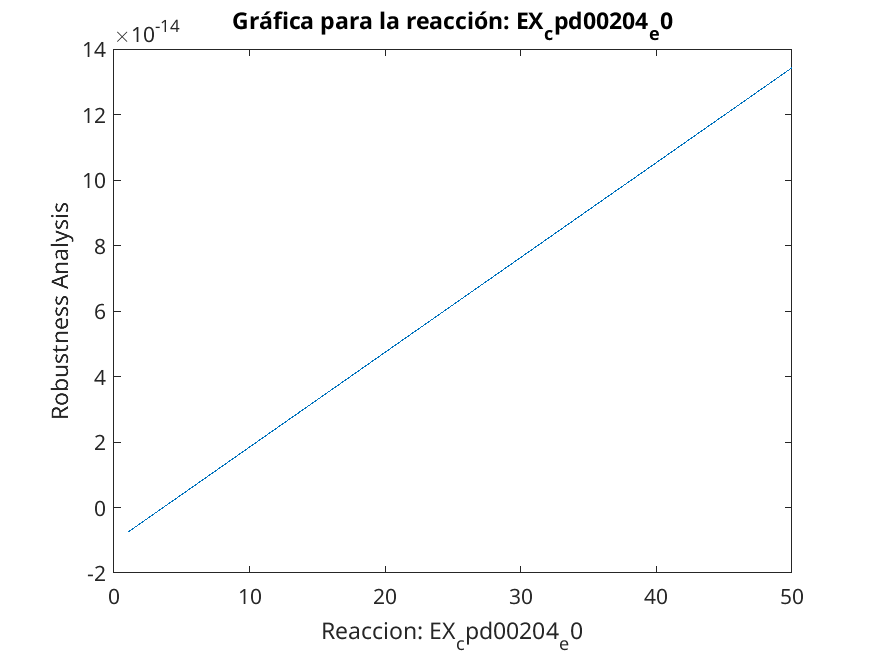 Gráfica para la reacción: EX_cpd00204_e0
×10^-14
14
12
10
8
6
4
2
0
-2
Robustness Analysis
0 10 20 30 40 50
Reaccion: EX_cpd00204_e0